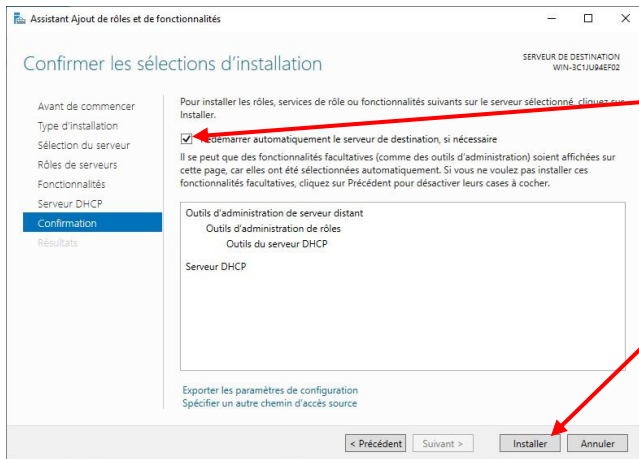 Assistant Ajout de rôles et de fonctionnalités
Confirmer les sélections d'installation
SERVEUR DE DESTINATION
WIN-3C1JU94EF02
Avant de commencer
Type d'installation
Sélection du serveur
Rôles de serveurs
Fonctionnalités
Serveur DHCP
Confirmation
Résultats
Pour installer les rôles, services de rôle ou fonctionnalités suivants sur le serveur sélectionné, cliquez sur
Installer.
Redémarrer automatiquement le serveur de destination, si nécessaire
Il se peut que des fonctionnalités facultatives (comme des outils d'administration) soient affichées sur
cette page, car elles ont été sélectionnées automatiquement. Si vous ne voulez pas installer ces
fonctionnalités facultatives, cliquez sur Précédent pour désactiver leurs cases à cocher.
Outils d'administration de serveur distant
Outils d'administration de rôles
Outils du serveur DHCP
Serveur DHCP
Exporter les paramètres de configuration
Spécifier un autre chemin d'accès source
< Précédent Suivant > Installer Annuler